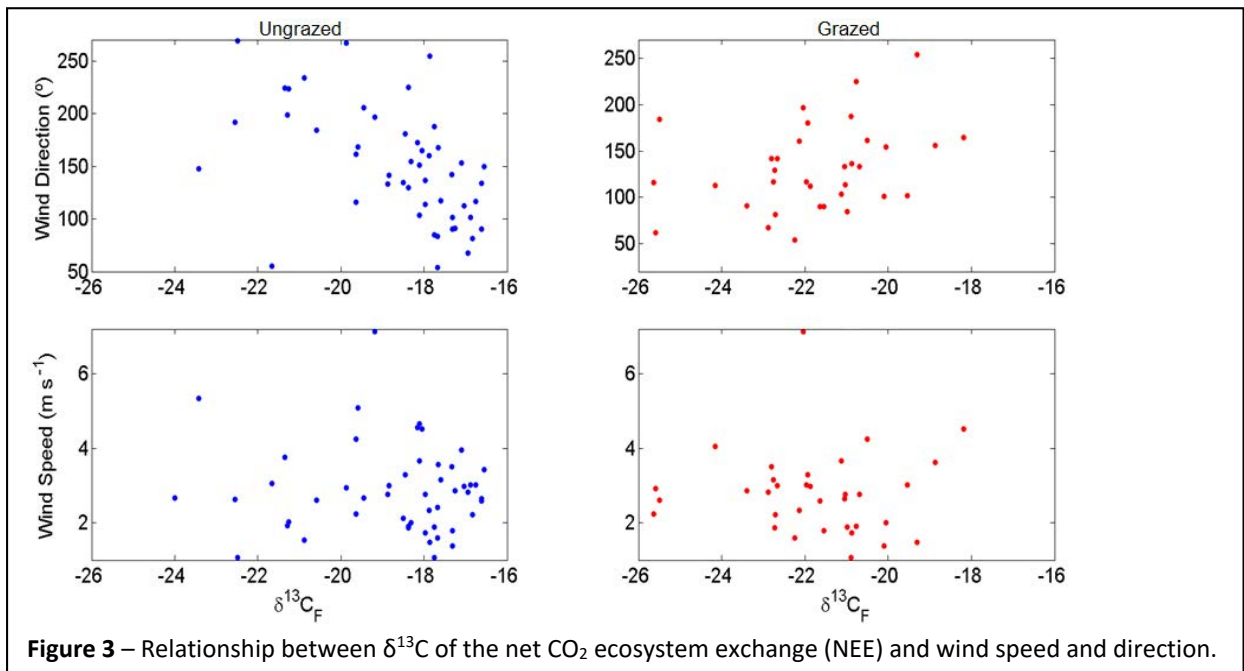 Ungrazed
Grazed
Wind Direction (º)
250
200
150
100
50
-26 -24 -22 -20 -18 -16
250
200
150
100
50
-26 -24 -22 -20 -18 -16
Wind Speed (m s⁻¹)
6
4
2
-26 -24 -22 -20 -18 -16
δ¹³C_F
6
4
2
-26 -24 -22 -20 -18 -16
δ¹³C_F
Figure 3 – Relationship between δ¹³C of the net CO₂ ecosystem exchange (NEE) and wind speed and direction.